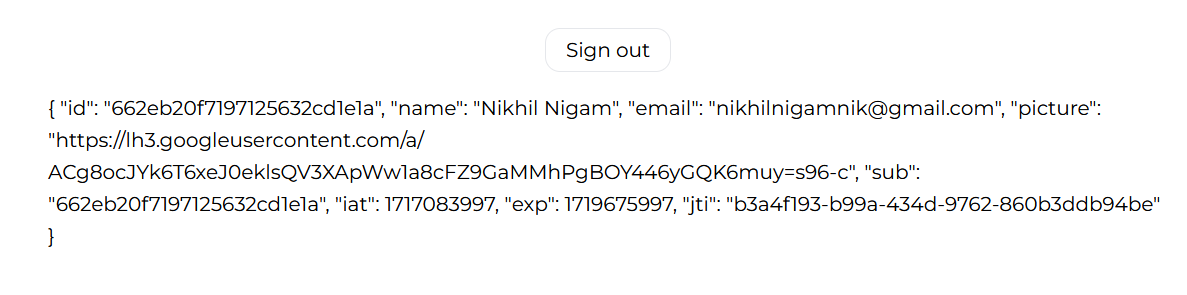 Sign out
{ "id": "662eb20f7197125632cd1e1a", "name": "Nikhil Nigam", "email": "nikhilnigamnik@gmail.com", "picture":
"https://lh3.googleusercontent.com/a/
ACg8ocJYk6T6xeJ0eklsQV3XApWw1a8cFZ9GaMMhPgBOY446yGQK6muy=s96-c", "sub":
"662eb20f7197125632cd1e1a", "iat": 1717083997, "exp": 1719675997, "jti": "b3a4f193-b99a-434d-9762-860b3ddb94be"
}